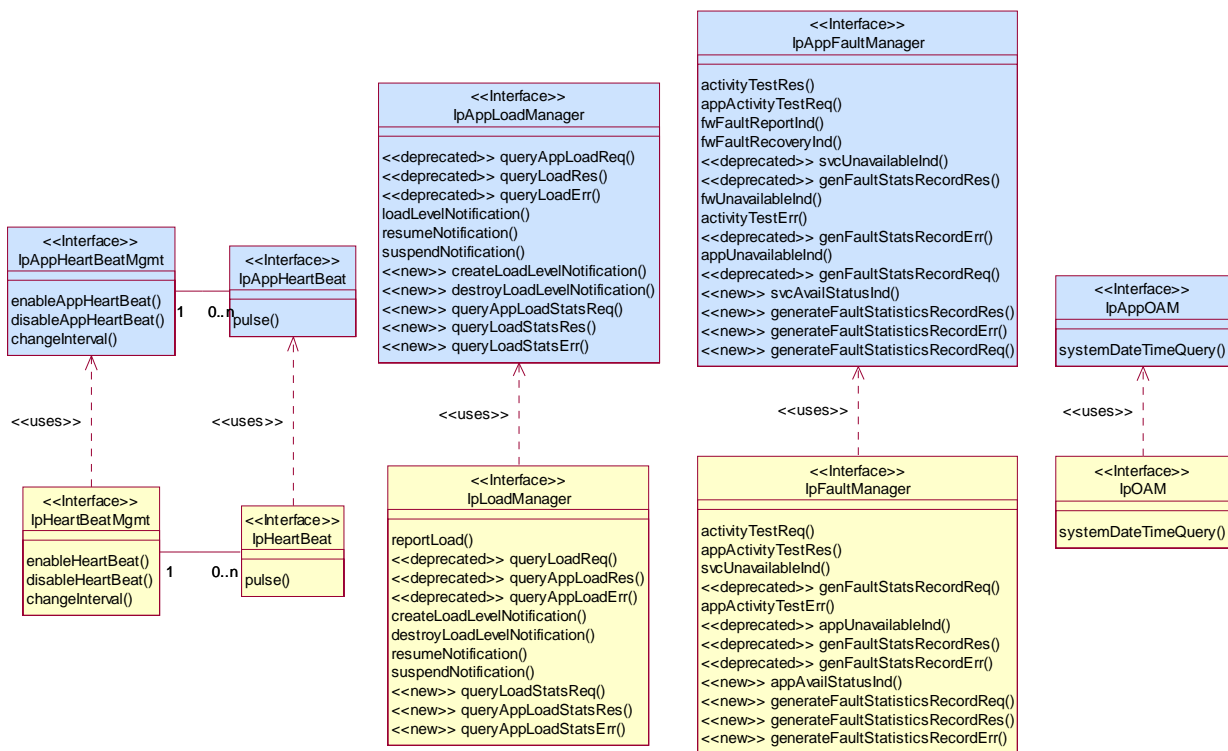 <<Interface>>
IpAppHeartBeatMgmt
enableAppHeartBeat()
disableAppHeartBeat()
changeInterval()
1
0..n
<<Interface>>
IpAppHeartBeat
pulse()
<<Interface>>
IpAppLoadManager
<<deprecated>> queryAppLoadReq()
<<deprecated>> queryLoadRes()
<<deprecated>> queryLoadErr()
loadLevelNotification()
resumeNotification()
suspendNotification()
<<new>> createLoadLevelNotification()
<<new>> destroyLoadLevelNotification()
<<new>> queryAppLoadStatsReq()
<<new>> queryLoadStatsRes()
<<new>> queryLoadStatsErr()
<<Interface>>
IpAppFaultManager
activityTestRes()
appActivityTestReq()
fwFaultReportInd()
fwFaultRecoveryInd()
<<deprecated>> svcUnavailableInd()
<<deprecated>> genFaultStatsRecordRes()
fwUnavailableInd()
activityTestErr()
<<deprecated>> genFaultStatsRecordErr()
appUnavailableInd()
<<deprecated>> genFaultStatsRecordReq()
<<new>> svcAvailStatusInd()
<<new>> generateFaultStatisticsRecordRes()
<<new>> generateFaultStatisticsRecordErr()
<<new>> generateFaultStatisticsRecordReq()
<<Interface>>
IpAppOAM
systemDateTimeQuery()
<<uses>>
<<uses>>
<<uses>>
<<uses>>
<<uses>>
<<Interface>>
IpHeartBeatMgmt
enableHeartBeat()
disableHeartBeat()
changeInterval()
1
0..n
<<Interface>>
IpHeartBeat
pulse()
<<Interface>>
IpLoadManager
reportLoad()
<<deprecated>> queryLoadReq()
<<deprecated>> queryAppLoadRes()
<<deprecated>> queryAppLoadErr()
createLoadLevelNotification()
destroyLoadLevelNotification()
resumeNotification()
suspendNotification()
<<new>> queryLoadStatsReq()
<<new>> queryAppLoadStatsRes()
<<new>> queryAppLoadStatsErr()
<<Interface>>
IpFaultManager
activityTestReq()
appActivityTestRes()
svcUnavailableInd()
<<deprecated>> genFaultStatsRecordReq()
appActivityTestErr()
<<deprecated>> appUnavailableInd()
<<deprecated>> genFaultStatsRecordRes()
<<deprecated>> genFaultStatsRecordErr()
<<new>> appAvailStatusInd()
<<new>> generateFaultStatisticsRecordReq()
<<new>> generateFaultStatisticsRecordRes()
<<new>> generateFaultStatisticsRecordErr()
<<Interface>>
IpOAM
systemDateTimeQuery()